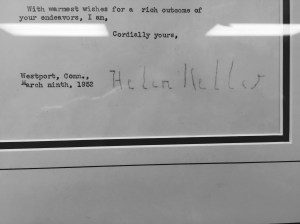 With warmest wishes for a rich outcome of
your endeavors, I am,
Cordially yours,
Westport, Conn.,
March ninth, 1952
Helen Keller